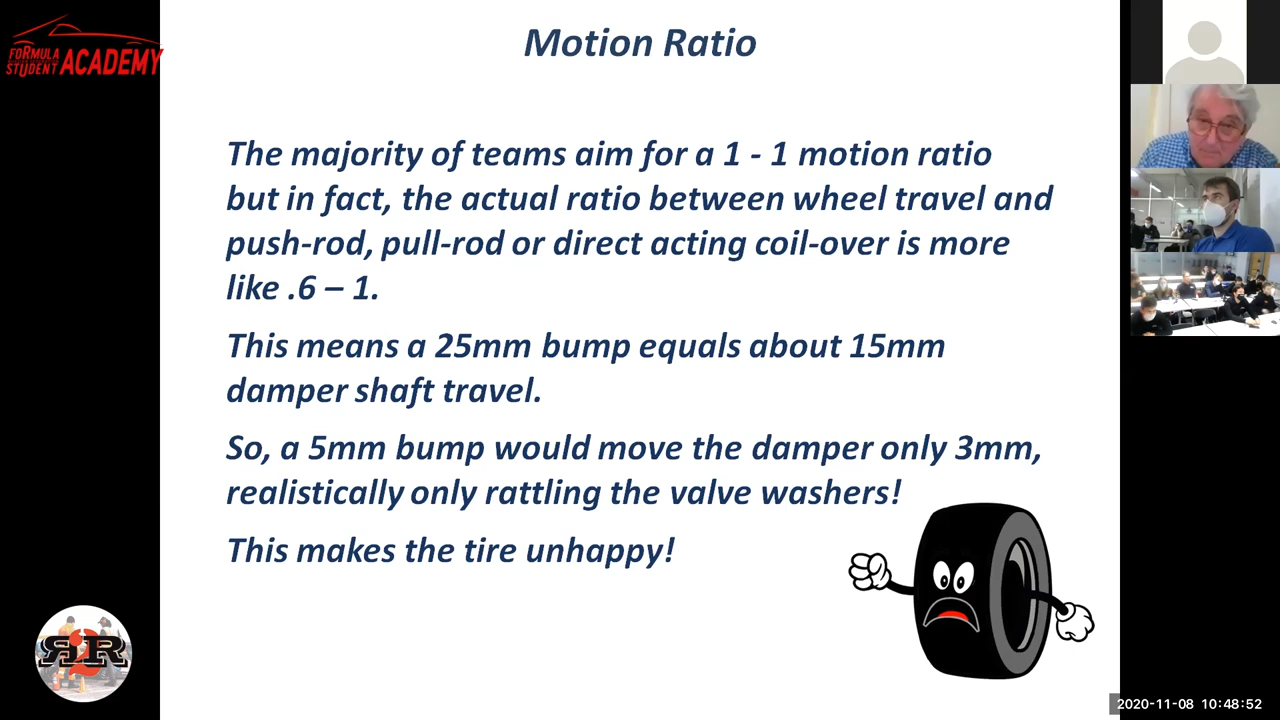 Motion Ratio
FORMULA
STUDENT ACADEMY
The majority of teams aim for a 1 - 1 motion ratio
but in fact, the actual ratio between wheel travel and
push-rod, pull-rod or direct acting coil-over is more
like .6 – 1.
This means a 25mm bump equals about 15mm
damper shaft travel.
So, a 5mm bump would move the damper only 3mm,
realistically only rattling the valve washers!
This makes the tire unhappy!
R2R
2020-11-08 10:48:52